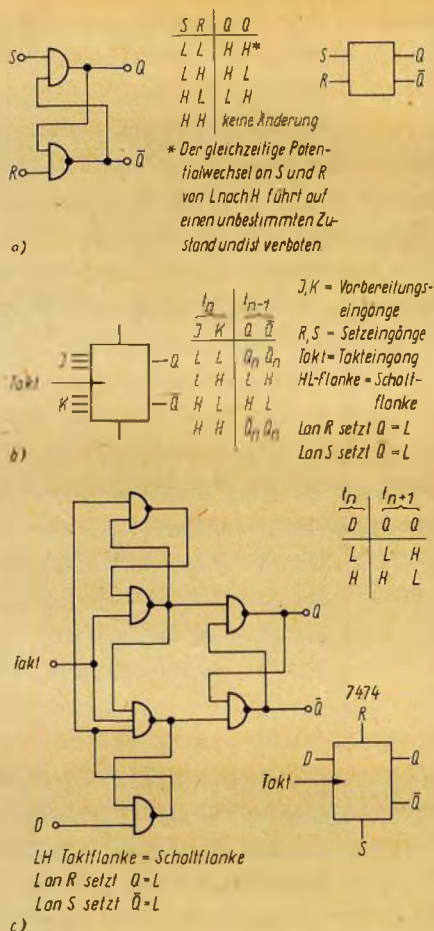 S R Q Q
L L H H*
L H H L
H L L H
H H keine Änderung
* Der gleichzeitige Poten-
tialwechsel an S und R
von L nach H führt auf
einen unbestimmten Zu-
stand und ist verboten.
S
R
Q
Q̄
S
R
Q
Q̄
a)
Takt
J
K
Q
Q̄
tn tn-1
J K Q Q̄
L L Qn Q̄n
L H L H
H L H L
H H Q̄n Qn
J, K = Vorbereitungs-
eingänge
R, S = Setzeingänge
Takt = Takteingang
HL-Flanke = Schalt-
flanke
L an R setzt Q = L
L an S setzt Q̄ = L
b)
tn tn+1
D Q Q
L L H
H H L
Takt
D
Q
Q̄
7474
R
D
Takt
Q
Q̄
S
LH Taktflanke = Schaltflanke
L an R setzt Q = L
L an S setzt Q̄ = L
c)